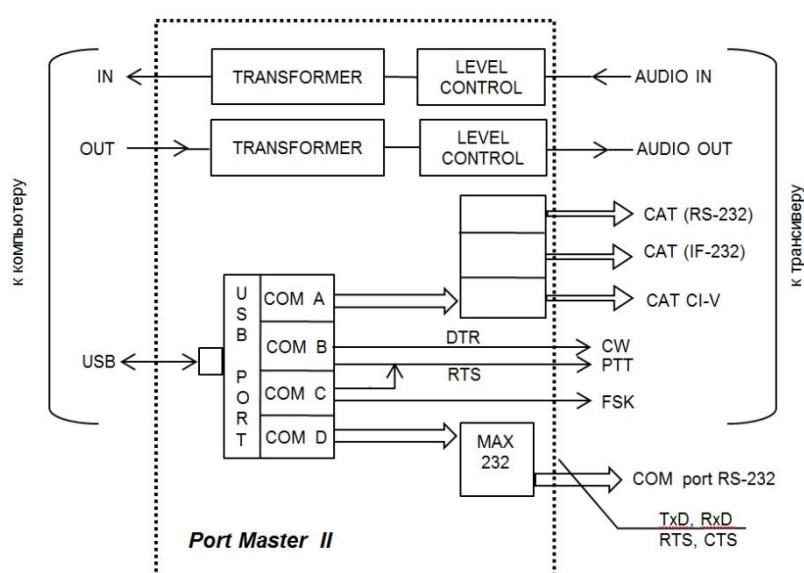 IN
TRANSFORMER
LEVEL
CONTROL
AUDIO IN
OUT
TRANSFORMER
LEVEL
CONTROL
AUDIO OUT
к компьютеру
к трансиверу
CAT (RS-232)
CAT (IF-232)
CAT CI-V
USB
USB PORT
COM A
COM B
COM C
COM D
DTR
RTS
CW
PTT
FSK
MAX
232
COM port RS-232
TxD, RxD
RTS, CTS
Port Master II